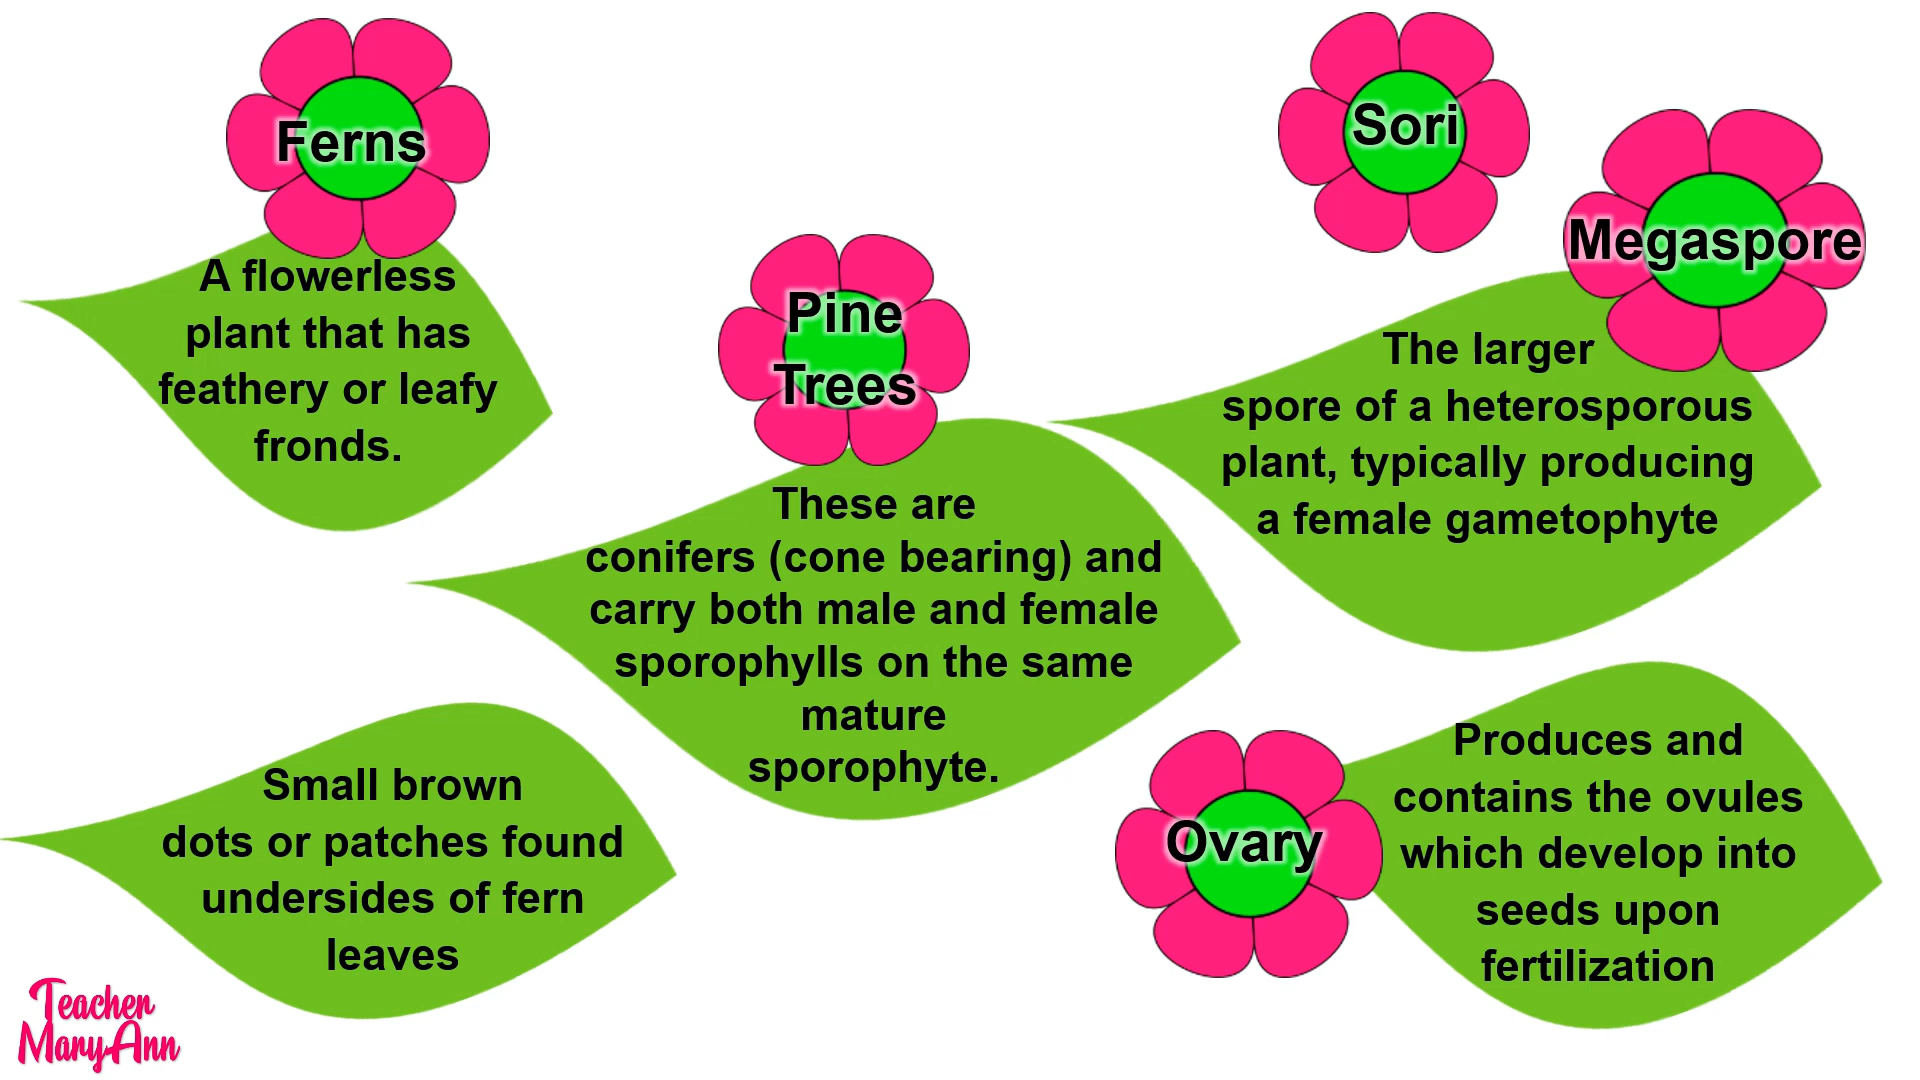 Ferns
A flowerless
plant that has
feathery or leafy
fronds.
Pine
Trees
These are
conifers (cone bearing) and
carry both male and female
sporophylls on the same
mature
sporophyte.
Sori
Megaspore
The larger
spore of a heterosporous
plant, typically producing
a female gametophyte
Small brown
dots or patches found
undersides of fern
leaves
Ovary
Produces and
contains the ovules
which develop into
seeds upon
fertilization
Teacher
MaryAnn